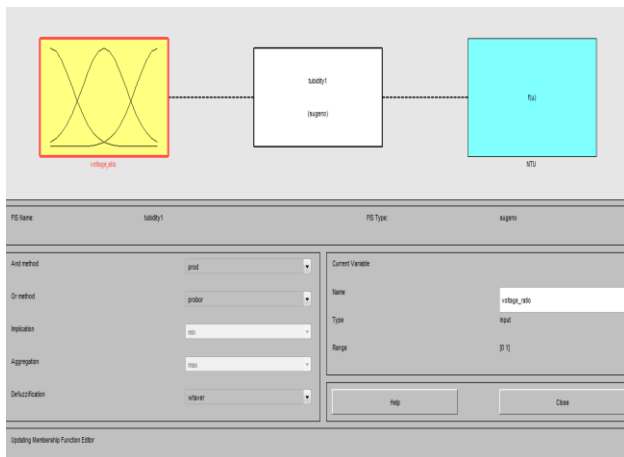 tubidity1
(sugeno)
f(u)
voltage_ratio
NTU
FIS Name: tubidity1 FIS Type: sugeno
And method prod
Or method probor
Implication min
Aggregation max
Defuzzification wtaver
Current Variable
Name voltage_ratio
Type input
Range [0 1]
Help Close
Updating Membership Function Editor